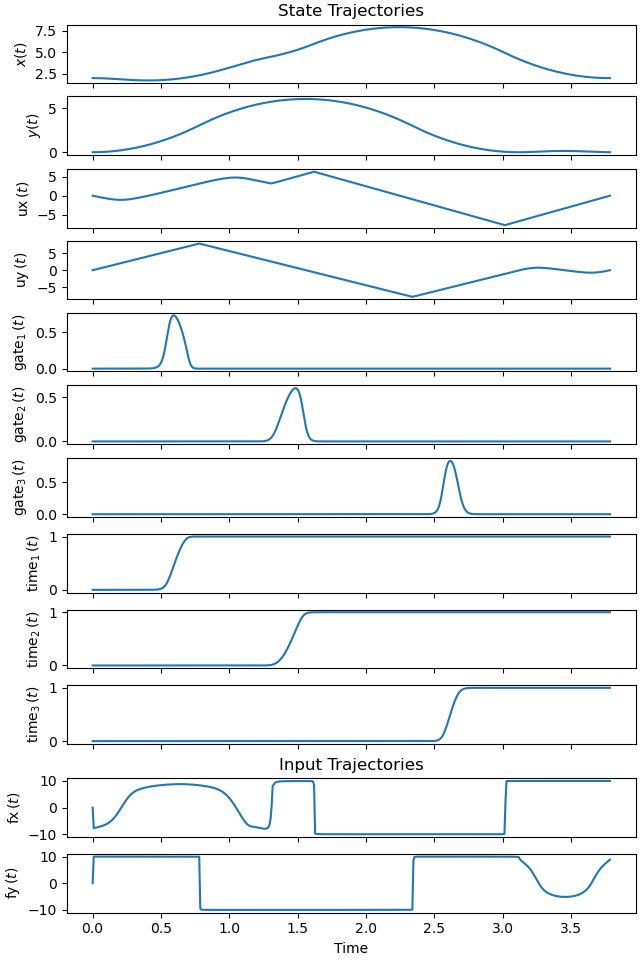 State Trajectories
7.5
5.0
2.5
x(t)
5
0
y(t)
5
0
−5
ux (t)
5
0
−5
uy (t)
0.5
0.0
gate₁ (t)
0.5
0.0
gate₂ (t)
0.5
0.0
gate₃ (t)
1
0
time₁ (t)
1
0
time₂ (t)
1
0
time₃ (t)
Input Trajectories
10
0
−10
fx (t)
10
0
−10
fy (t)
0.0 0.5 1.0 1.5 2.0 2.5 3.0 3.5
Time